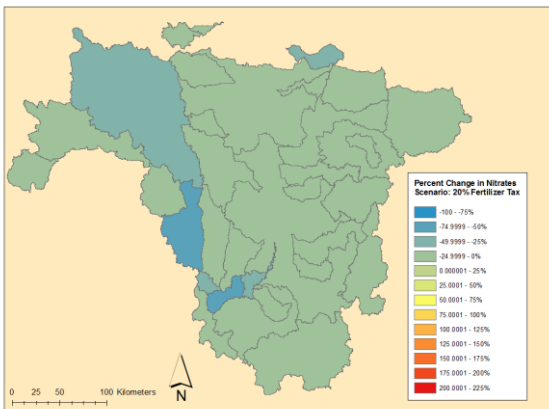 Percent Change in Nitrates
Scenario: 20% Fertilizer Tax
-100 - -75%
-74.9999 - -50%
-49.9999 - -25%
-24.9999 - 0%
0.000001 - 25%
25.0001 - 50%
50.0001 - 75%
75.0001 - 100%
100.0001 - 125%
125.0001 - 150%
150.0001 - 175%
175.0001 - 200%
200.0001 - 225%
0 25 50 100 Kilometers
N